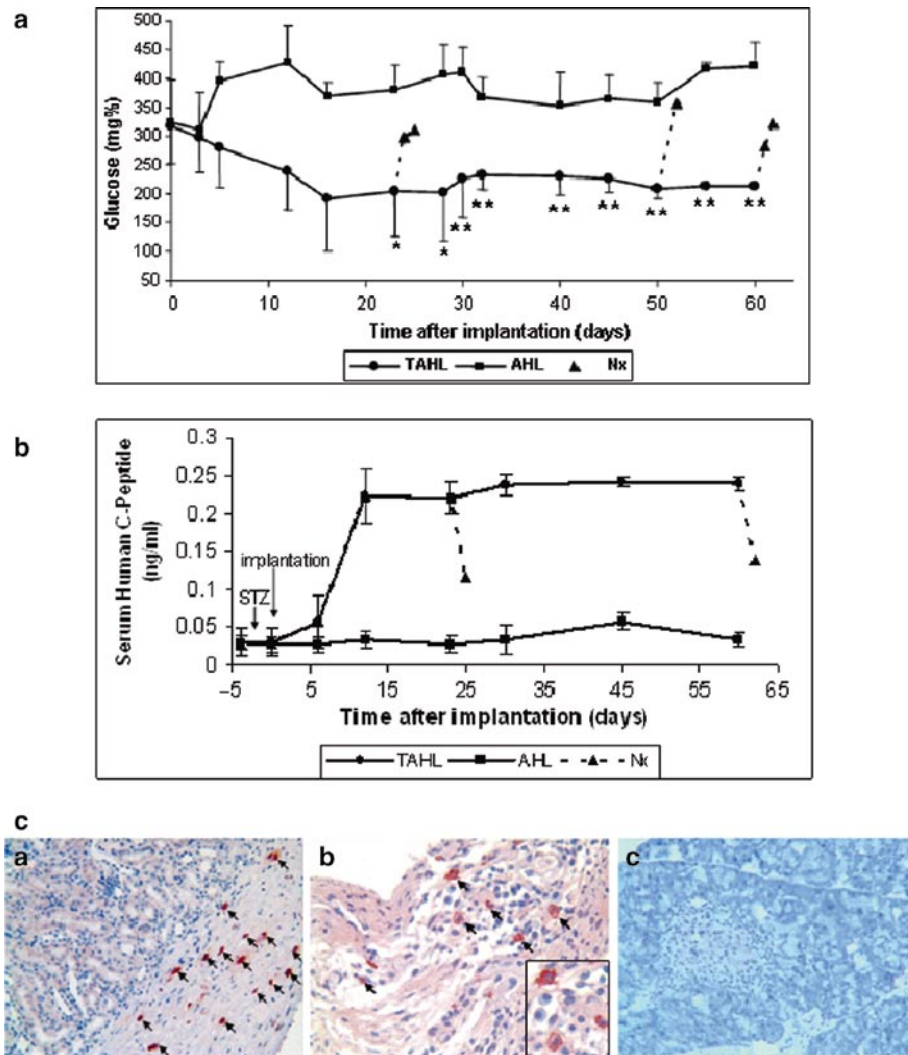 a
500
450
400
350
300
250
200
150
100
50
Glucose (mg%)
* * ** ** ** ** ** ** **
0 10 20 30 40 50 60
Time after implantation (days)
TAHL AHL Nx
b
0.3
0.25
0.2
0.15
0.1
0.05
0
Serum Human C-Peptide
(ng/ml)
implantation
STZ
−5 5 15 25 35 45 55 65
Time after implantation (days)
TAHL AHL Nx
c
a b c